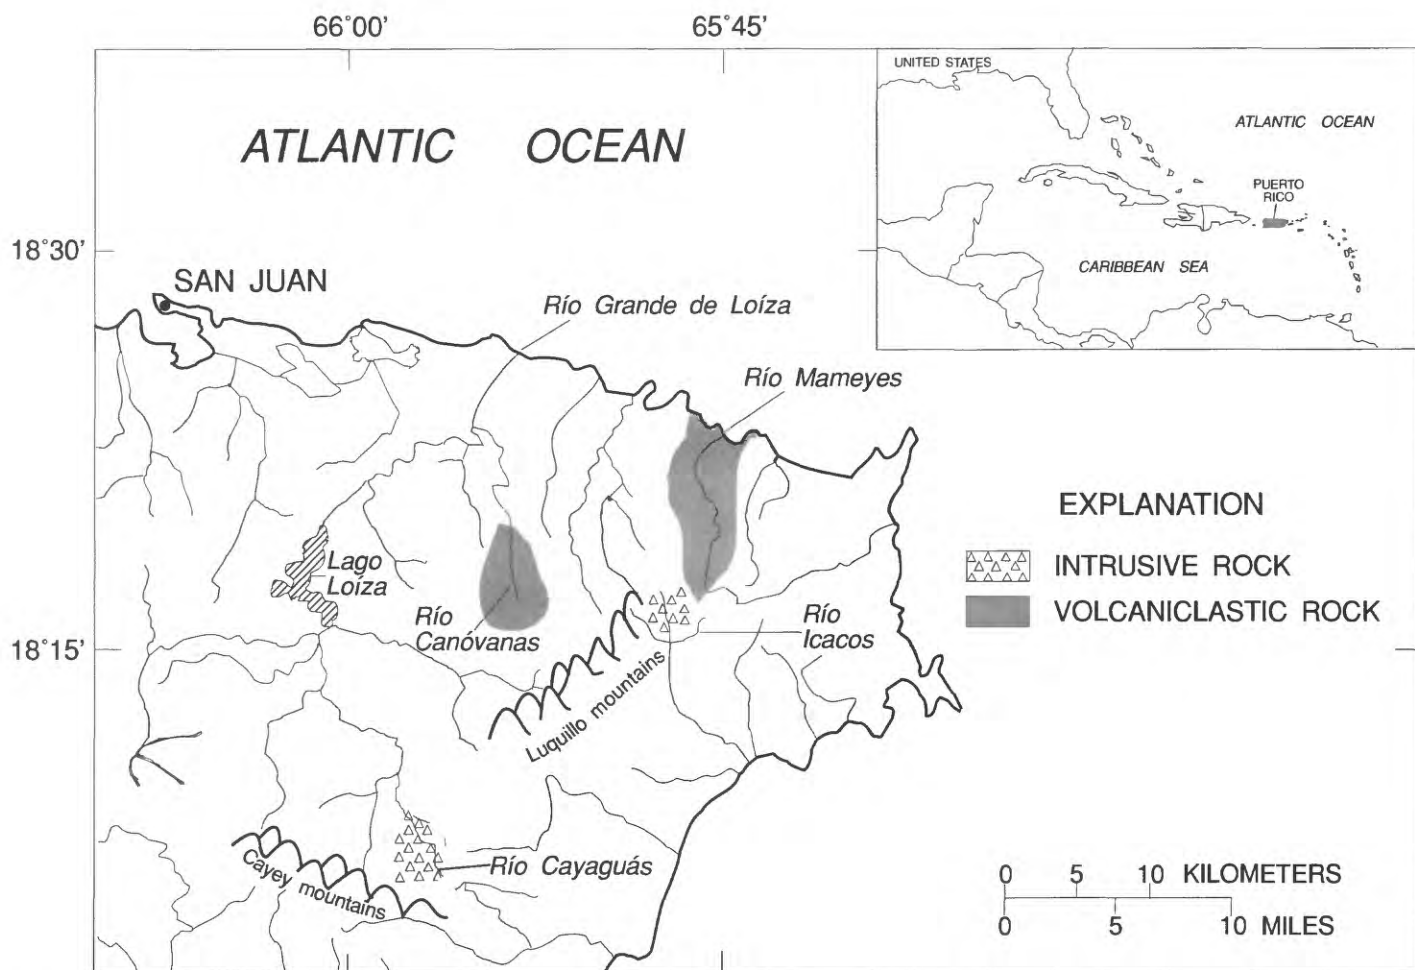 66°00'
65°45'
ATLANTIC OCEAN
18°30'
SAN JUAN
Río Grande de Loíza
Río Mameyes
Lago
Loíza
Río
Canóvanas
Río
Icacos
18°15'
Luquillo mountains
Cayey mountains
Río Cayaguás
UNITED STATES
ATLANTIC OCEAN
PUERTO
RICO
CARIBBEAN SEA
EXPLANATION
INTRUSIVE ROCK
VOLCANICLASTIC ROCK
0 5 10 KILOMETERS
0 5 10 MILES